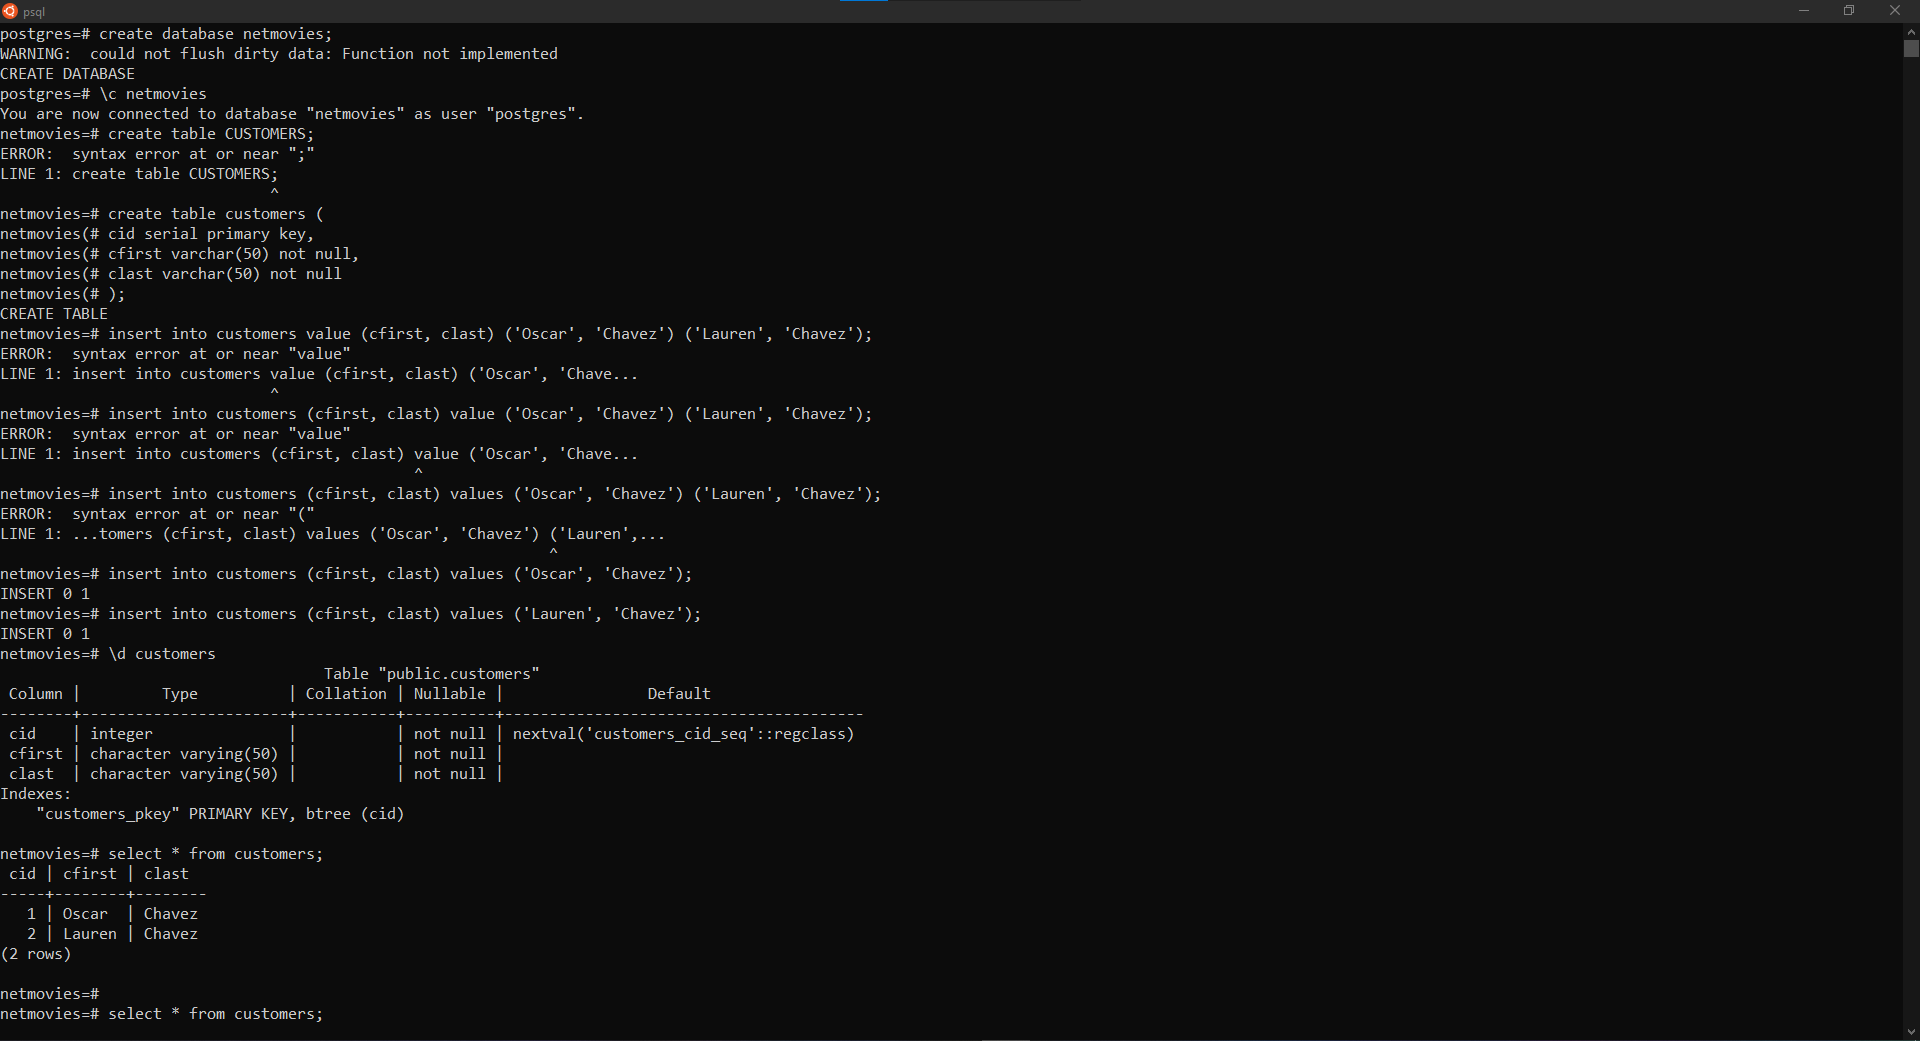 psql
postgres=# create database netmovies;
WARNING:  could not flush dirty data: Function not implemented
CREATE DATABASE
postgres=# \c netmovies
You are now connected to database "netmovies" as user "postgres".
netmovies=# create table CUSTOMERS;
ERROR:  syntax error at or near ";"
LINE 1: create table CUSTOMERS;
                              ^
netmovies=# create table customers (
netmovies(# cid serial primary key,
netmovies(# cfirst varchar(50) not null,
netmovies(# clast varchar(50) not null
netmovies(# );
CREATE TABLE
netmovies=# insert into customers value (cfirst, clast) ('Oscar', 'Chavez') ('Lauren', 'Chavez');
ERROR:  syntax error at or near "value"
LINE 1: insert into customers value (cfirst, clast) ('Oscar', 'Chave...
                              ^
netmovies=# insert into customers (cfirst, clast) value ('Oscar', 'Chavez') ('Lauren', 'Chavez');
ERROR:  syntax error at or near "value"
LINE 1: insert into customers (cfirst, clast) value ('Oscar', 'Chave...
                                              ^
netmovies=# insert into customers (cfirst, clast) values ('Oscar', 'Chavez') ('Lauren', 'Chavez');
ERROR:  syntax error at or near "("
LINE 1: ...tomers (cfirst, clast) values ('Oscar', 'Chavez') ('Lauren',...
                                                             ^
netmovies=# insert into customers (cfirst, clast) values ('Oscar', 'Chavez');
INSERT 0 1
netmovies=# insert into customers (cfirst, clast) values ('Lauren', 'Chavez');
INSERT 0 1
netmovies=# \d customers
                                    Table "public.customers"
 Column |         Type          | Collation | Nullable |                Default
--------+-----------------------+-----------+----------+----------------------------------------
 cid    | integer               |           | not null | nextval('customers_cid_seq'::regclass)
 cfirst | character varying(50) |           | not null |
 clast  | character varying(50) |           | not null |
Indexes:
    "customers_pkey" PRIMARY KEY, btree (cid)
netmovies=# select * from customers;
 cid | cfirst | clast
-----+--------+--------
   1 | Oscar  | Chavez
   2 | Lauren | Chavez
(2 rows)
netmovies=#
netmovies=# select * from customers;